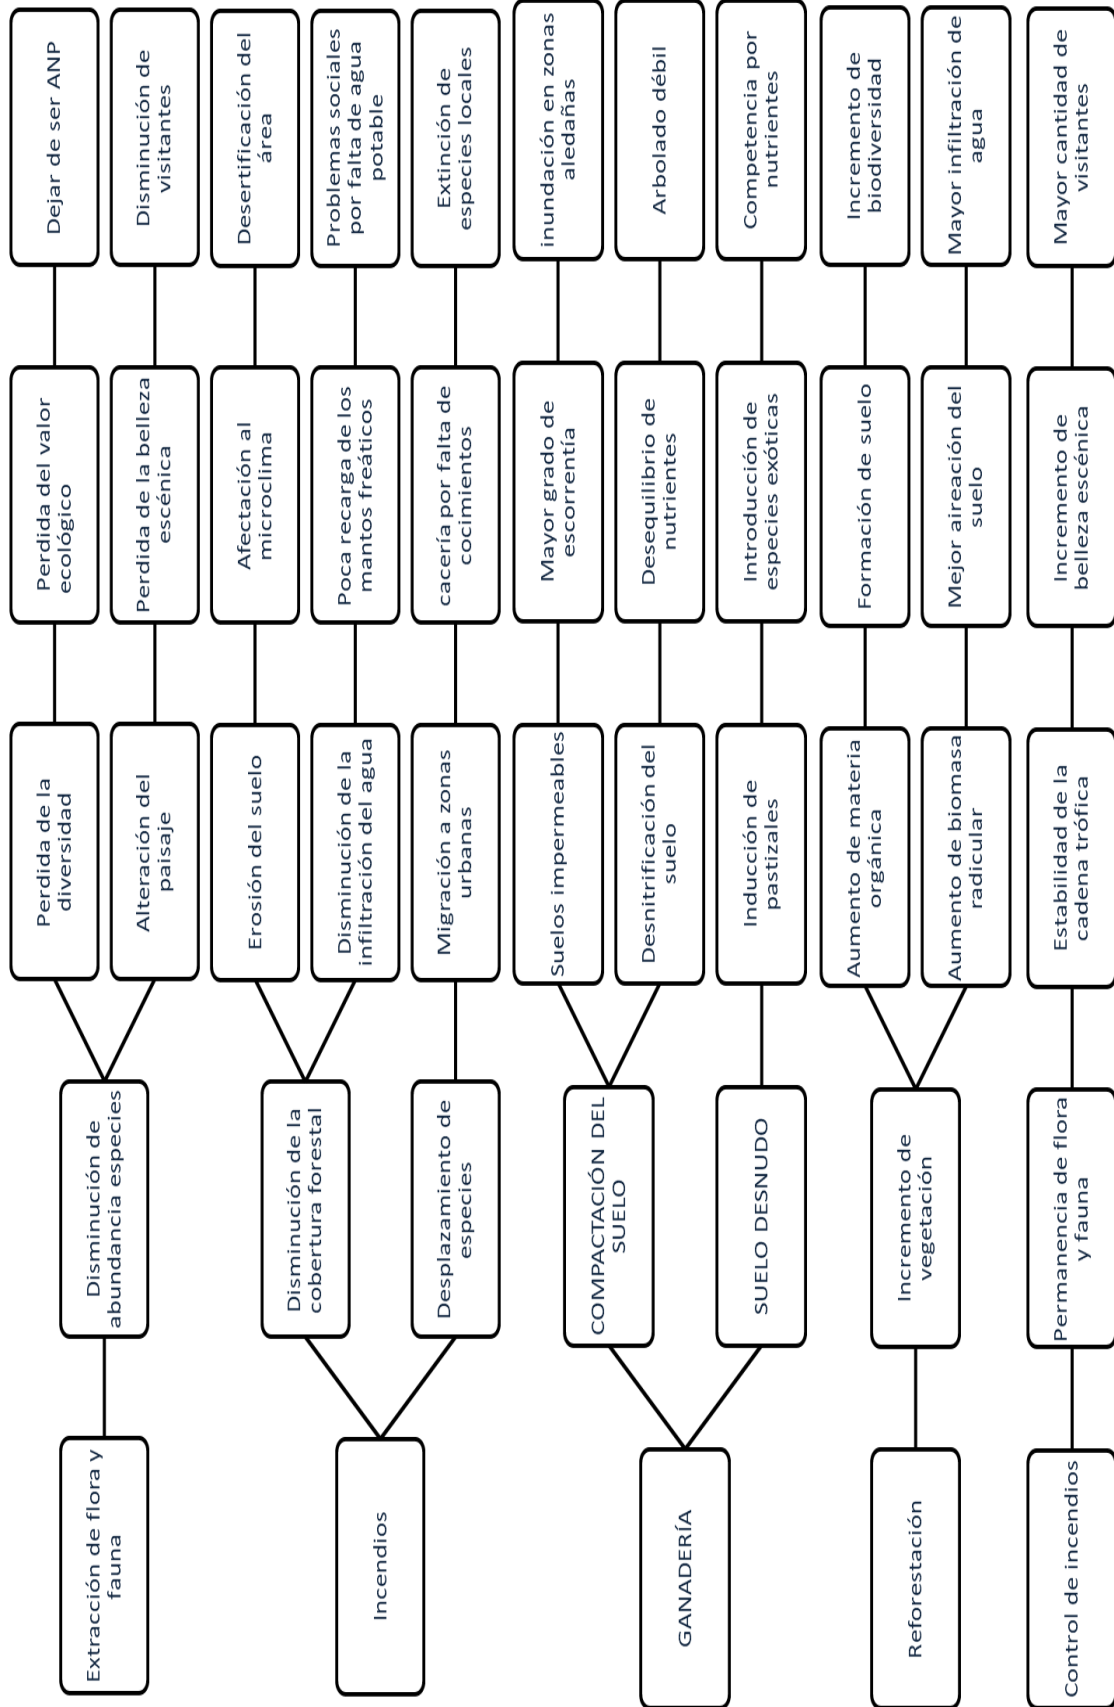 Extracción de flora y
fauna
Disminución de
abundancia especies
Perdida de la
diversidad
Perdida del valor
ecológico
Dejar de ser ANP
Alteración del
paisaje
Perdida de la belleza
escénica
Disminución de
visitantes
Incendios
Disminución de la
cobertura forestal
Erosión del suelo
Afectación al
microclima
Desertificación del
área
Disminución de la
infiltración del agua
Poca recarga de los
mantos freáticos
Problemas sociales
por falta de agua
potable
Desplazamiento de
especies
Migración a zonas
urbanas
cacería por falta de
cocimientos
Extinción de
especies locales
GANADERÍA
COMPACTACIÓN DEL
SUELO
Suelos impermeables
Mayor grado de
escorrentía
inundación en zonas
aledañas
Desnitrificación del
suelo
Desequilibrio de
nutrientes
Arbolado débil
SUELO DESNUDO
Inducción de
pastizales
Introducción de
especies exóticas
Competencia por
nutrientes
Reforestación
Incremento de
vegetación
Aumento de materia
orgánica
Formación de suelo
Incremento de
biodiversidad
Aumento de biomasa
radicular
Mejor aireación del
suelo
Mayor infiltración de
agua
Control de incendios
Permanencia de flora
y fauna
Estabilidad de la
cadena trófica
Incremento de
belleza escénica
Mayor cantidad de
visitantes